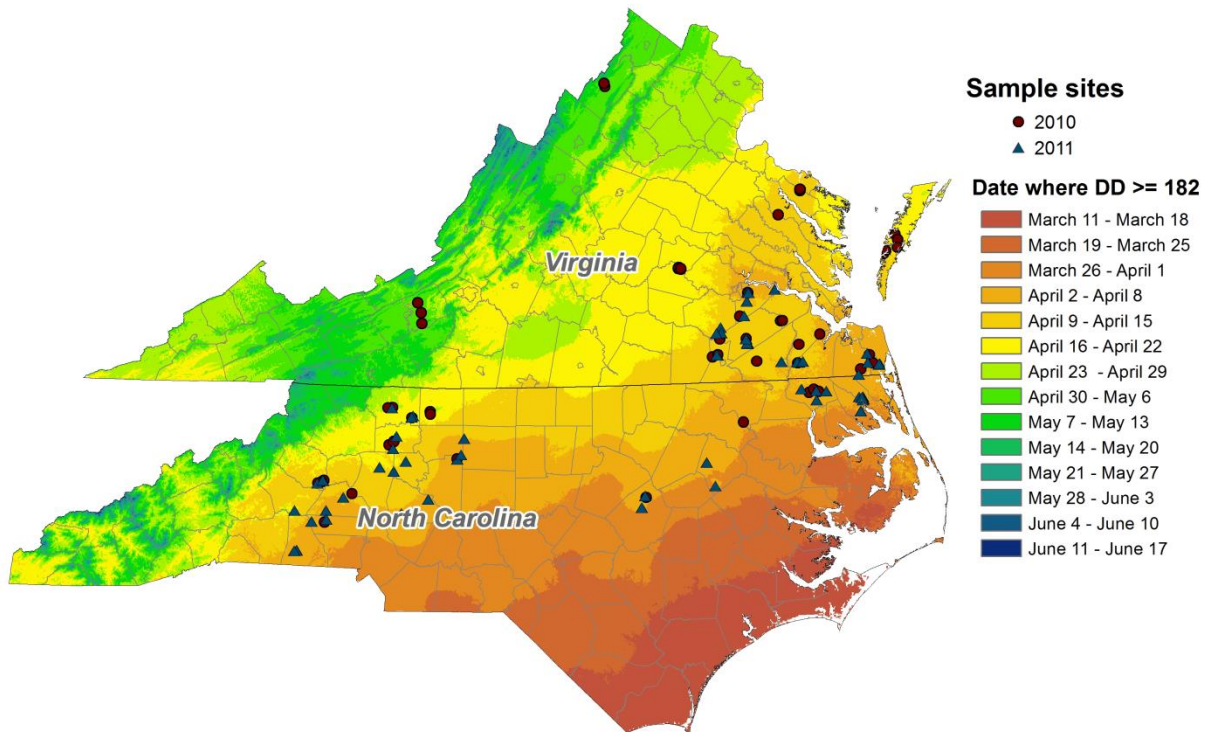 Virginia
North Carolina
Sample sites
2010
2011
Date where DD >= 182
March 11 - March 18
March 19 - March 25
March 26 - April 1
April 2 - April 8
April 9 - April 15
April 16 - April 22
April 23 - April 29
April 30 - May 6
May 7 - May 13
May 14 - May 20
May 21 - May 27
May 28 - June 3
June 4 - June 10
June 11 - June 17